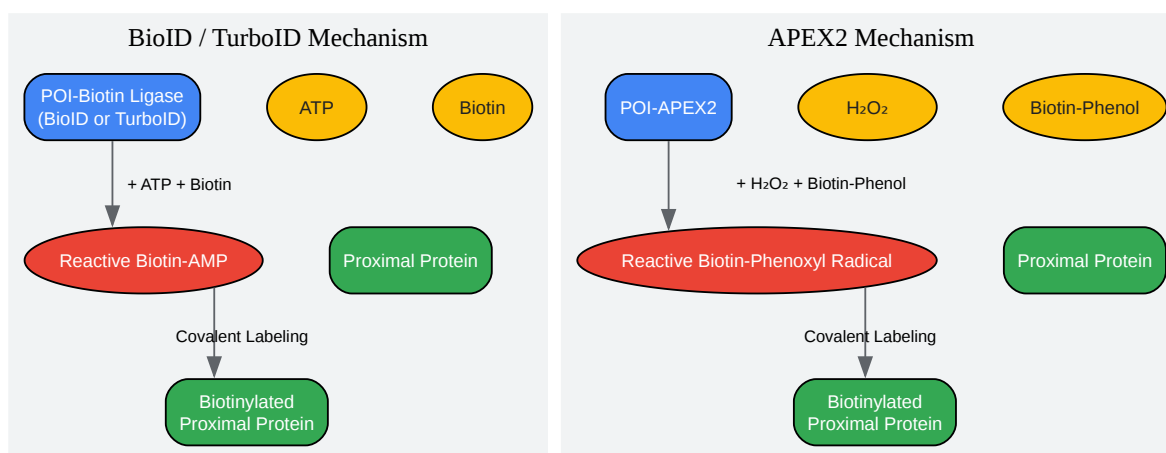 BioID / TurboID Mechanism
POI-Biotin Ligase
(BioID or TurboID)
ATP
Biotin
+ ATP + Biotin
Reactive Biotin-AMP
Proximal Protein
Covalent Labeling
Biotinylated
Proximal Protein
APEX2 Mechanism
POI-APEX2
H₂O₂
Biotin-Phenol
+ H₂O₂ + Biotin-Phenol
Reactive Biotin-Phenoxyl Radical
Proximal Protein
Covalent Labeling
Biotinylated
Proximal Protein